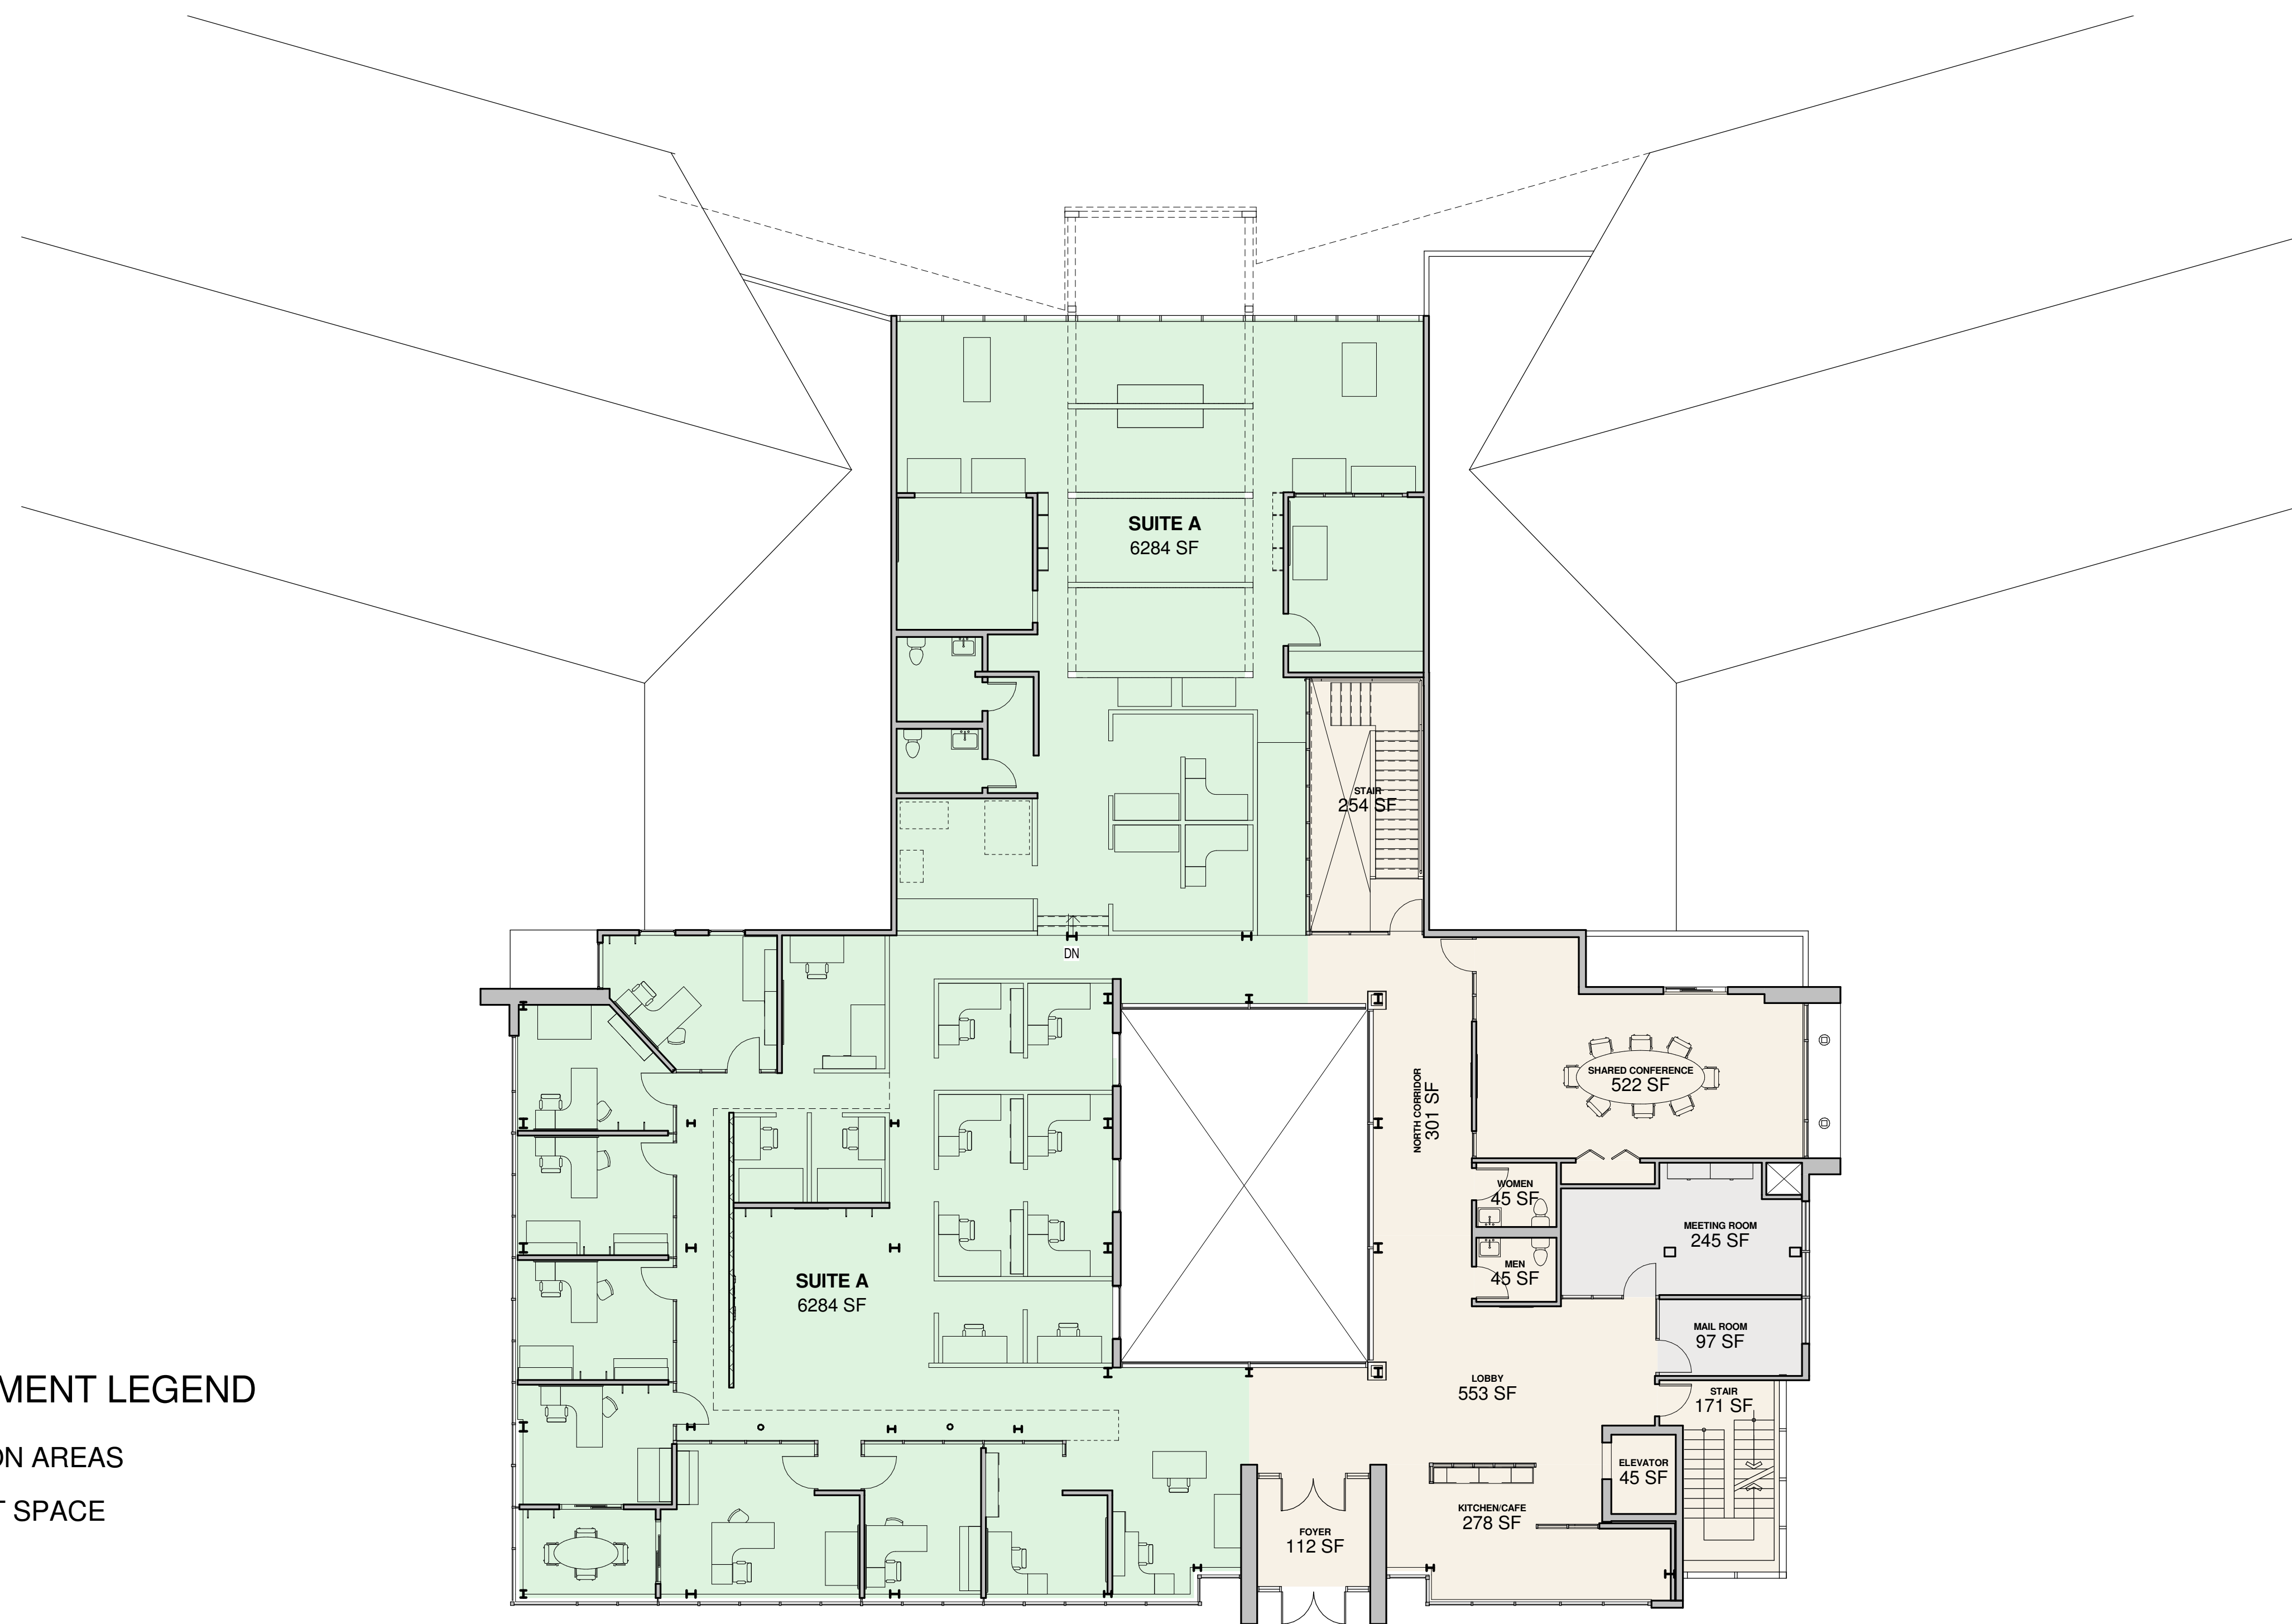 SUITE A
6284 SF
STAIR
254 SF
DN
NORTH CORRIDOR
301 SF
SHARED CONFERENCE
522 SF
WOMEN
45 SF
MEETING ROOM
245 SF
MEN
45 SF
SUITE A
6284 SF
MAIL ROOM
97 SF
LOBBY
553 SF
STAIR
171 SF
MENT LEGEND
ON AREAS
T SPACE
ELEVATOR
45 SF
KITCHEN/CAFE
278 SF
FOYER
112 SF